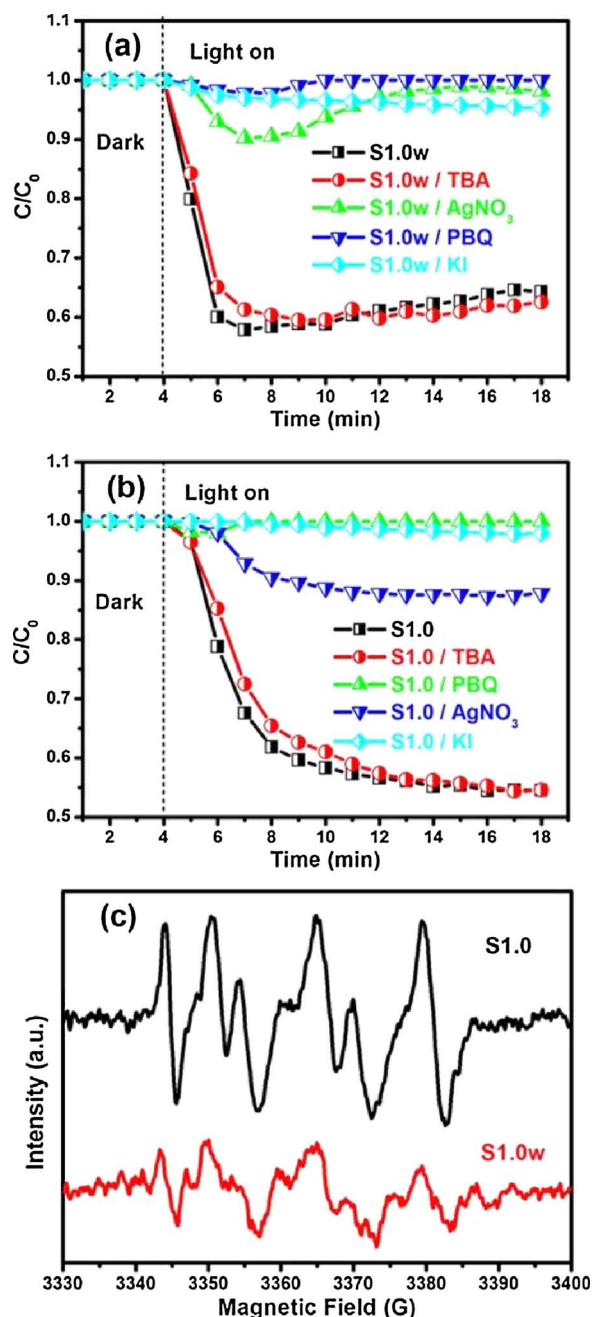 (a)
Light on
Dark
S1.0w
S1.0w / TBA
S1.0w / AgNO₃
S1.0w / PBQ
S1.0w / KI
C/C₀
1.1
1.0
0.9
0.8
0.7
0.6
0.5
2 4 6 8 10 12 14 16 18
Time (min)
(b)
Light on
Dark
S1.0
S1.0 / TBA
S1.0 / PBQ
S1.0 / AgNO₃
S1.0 / KI
C/C₀
1.1
1.0
0.9
0.8
0.7
0.6
0.5
2 4 6 8 10 12 14 16 18
Time (min)
(c)
S1.0
S1.0w
Intensity (a.u.)
3330 3340 3350 3360 3370 3380 3390 3400
Magnetic Field (G)